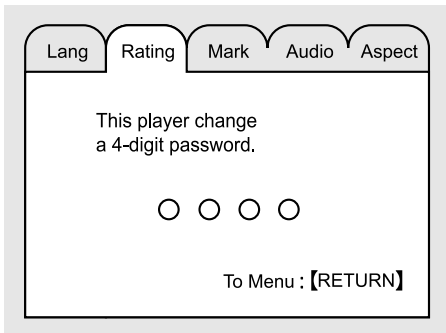 Lang Rating Mark Audio Aspect
This player change
a 4-digit password.
To Menu :【RETURN】